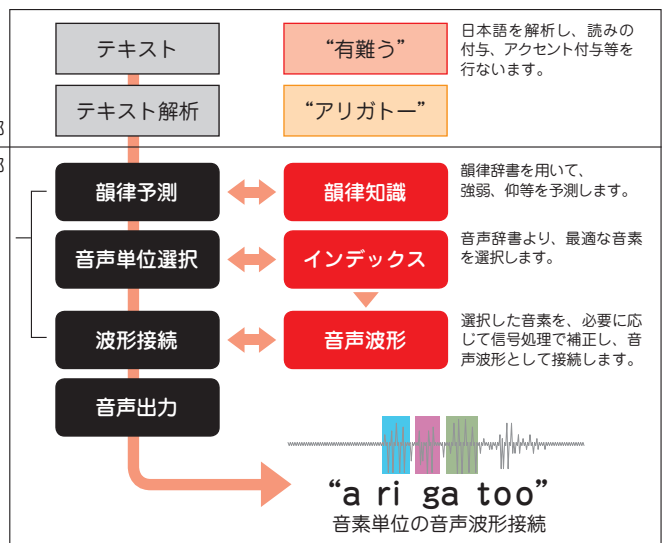 テキスト
“有難う”
日本語を解析し、読みの
付与、アクセント付与等を
行ないます。
テキスト解析
“アリガトー”
部
部
韻律予測
韻律知識
韻律辞書を用いて、
強弱、仰等を予測します。
音声単位選択
インデックス
音声辞書より、最適な音素
を選択します。
波形接続
音声波形
選択した音素を、必要に応
じて信号処理で補正し、音
声波形として接続します。
音声出力
“a ri ga too”
音素単位の音声波形接続